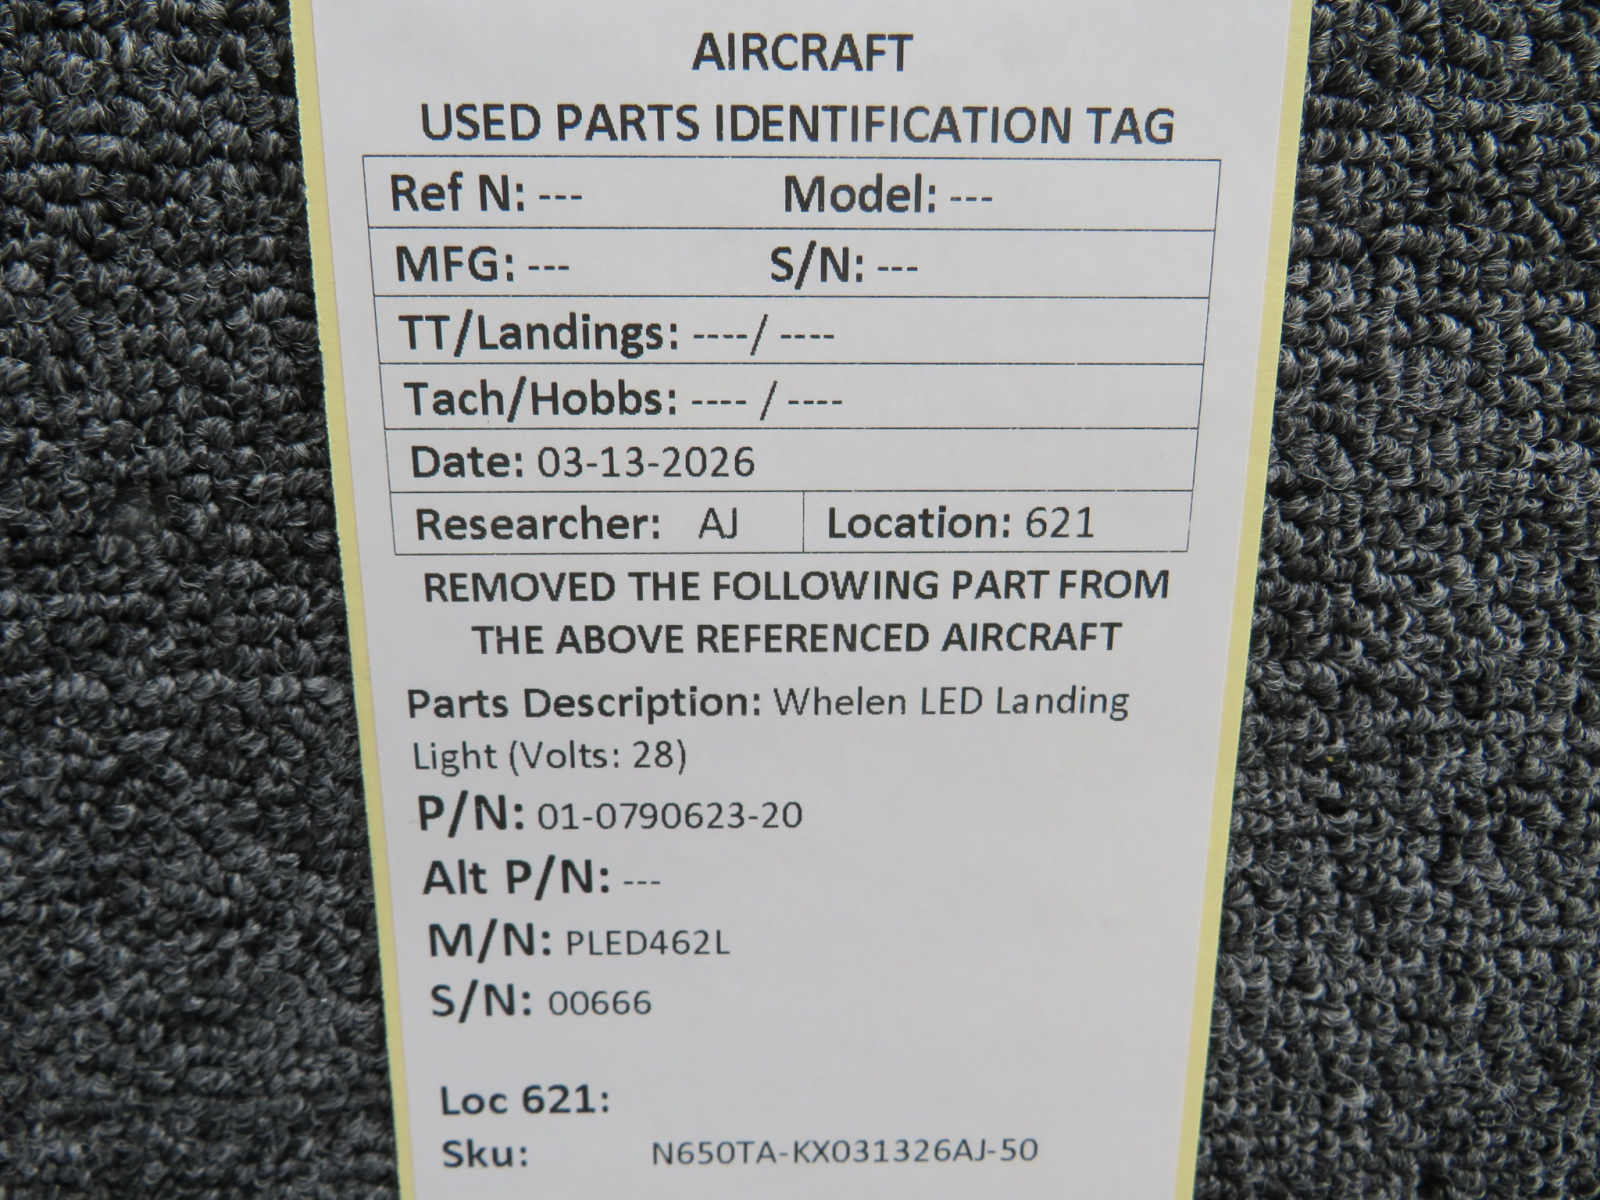 AIRCRAFT
USED PARTS IDENTIFICATION TAG
Ref N: --- Model: ---
MFG: --- S/N: ---
TT/Landings: ----/ ----
Tach/Hobbs: ---- / ----
Date: 03-13-2026
Researcher: AJ Location: 621
REMOVED THE FOLLOWING PART FROM
THE ABOVE REFERENCED AIRCRAFT
Parts Description: Whelen LED Landing
Light (Volts: 28)
P/N: 01-0790623-20
Alt P/N: ---
M/N: PLED462L
S/N: 00666
Loc 621:
Sku: N650TA-KX031326AJ-50